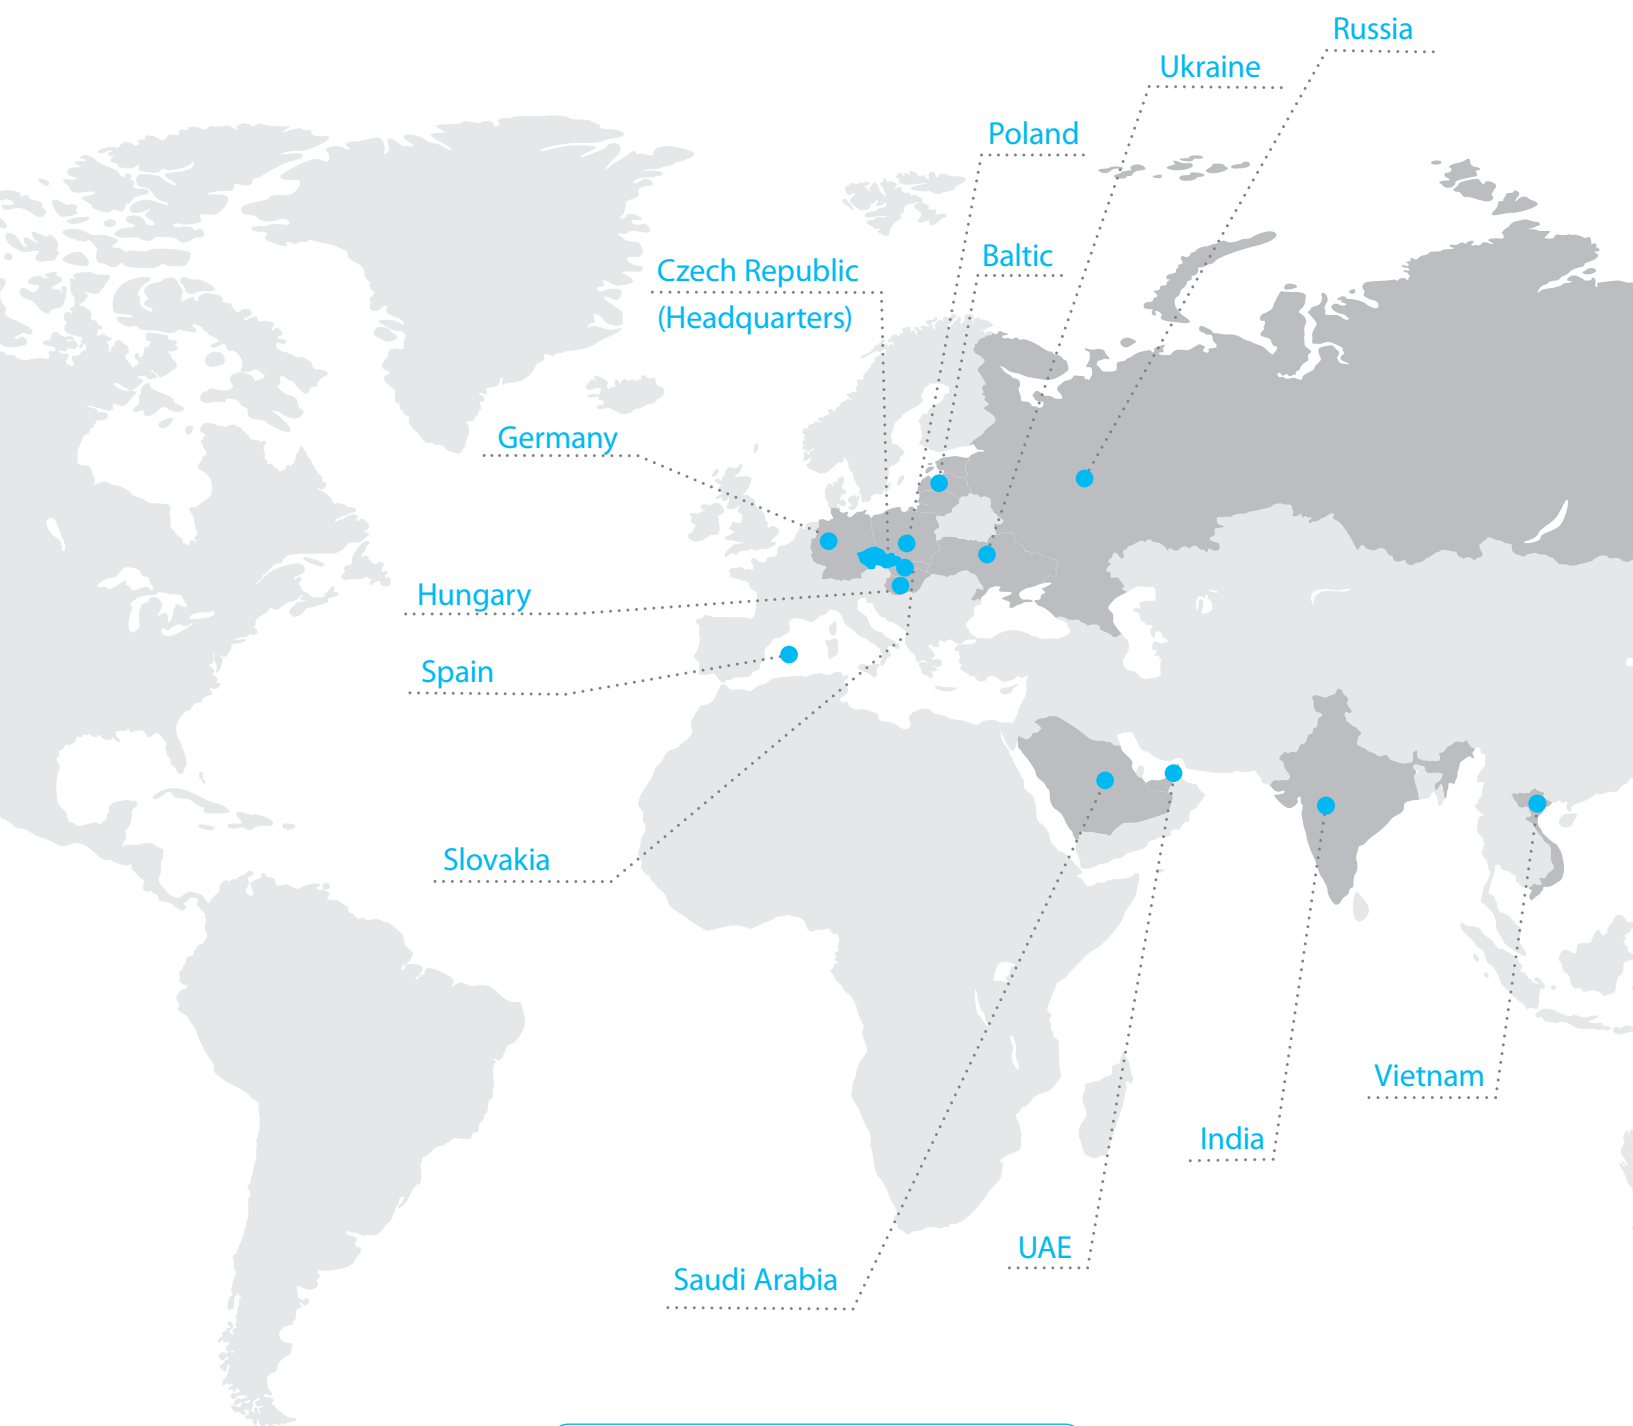 Russia
Ukraine
Poland
Baltic
Czech Republic
(Headquarters)
Germany
Hungary
Spain
Slovakia
Vietnam
India
UAE
Saudi Arabia